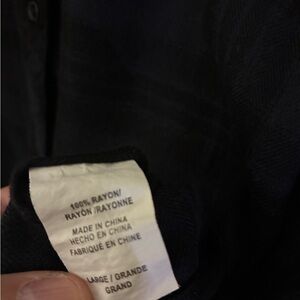 100% RAYON/
RAYON/RAYONNE
MADE IN CHINA
HECHO EN CHINA
FABRIQUÉ EN CHINE
LARGE / GRANDE
GRAND